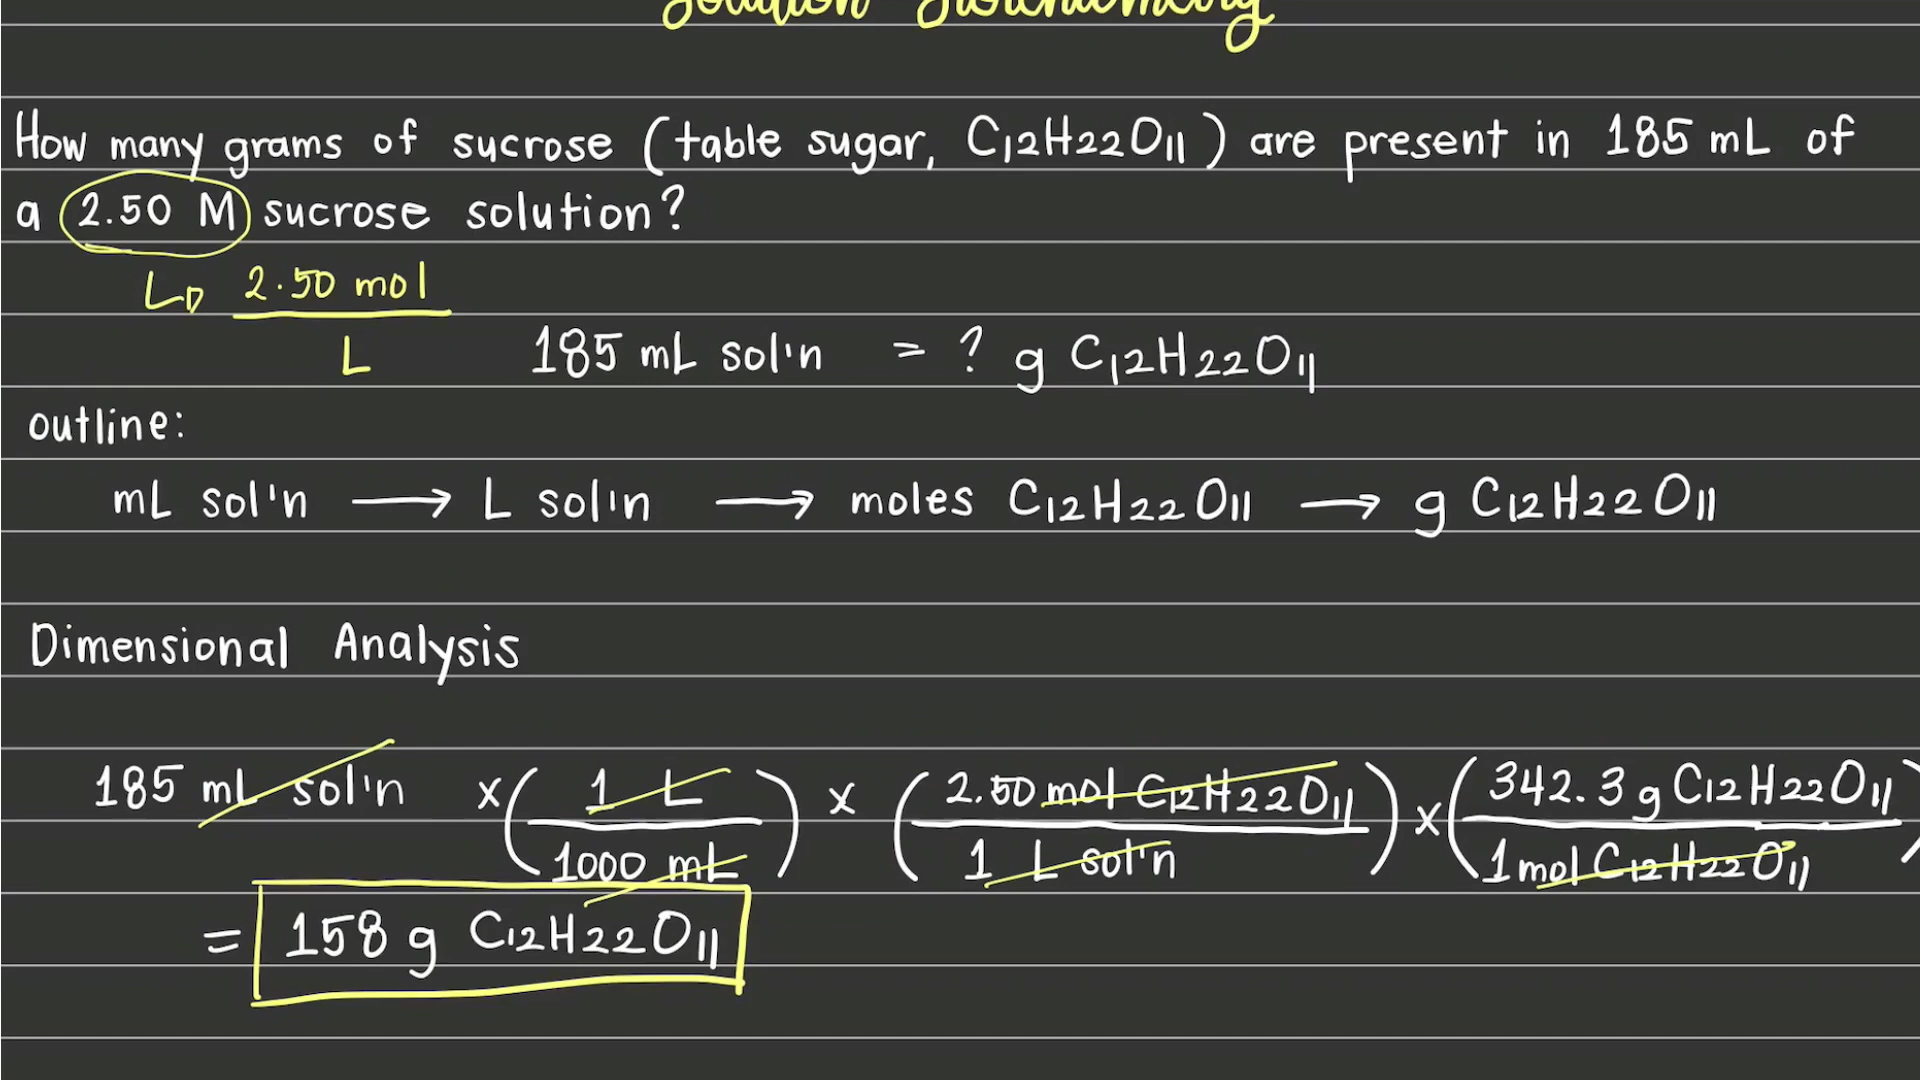 Solution Stoichiometry
How many grams of sucrose (table sugar, C12H22O11) are present in 185 mL of
a 2.50 M sucrose solution?
2.50 mol
L
185 mL sol'n = ? g C12H22O11
outline:
mL sol'n → L sol'n → moles C12H22O11 → g C12H22O11
Dimensional Analysis
185 mL sol'n x ( 1 L / 1000 mL ) x ( 2.50 mol C12H22O11 / 1 L sol'n ) x ( 342.3 g C12H22O11 / 1 mol C12H22O11 )
= 158 g C12H22O11